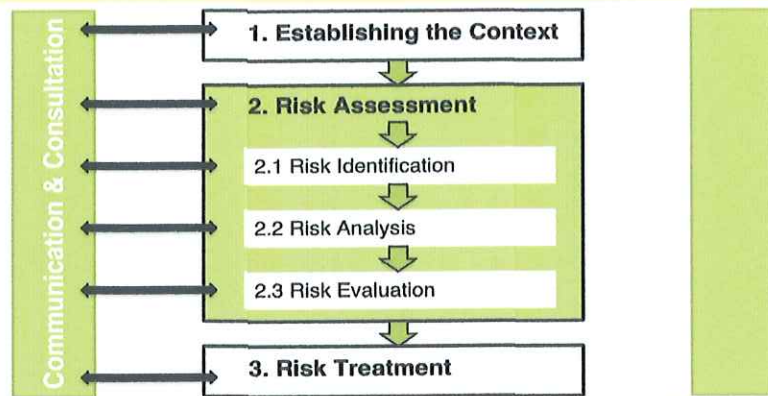 Communication & Consultation
1. Establishing the Context
2. Risk Assessment
2.1 Risk Identification
2.2 Risk Analysis
2.3 Risk Evaluation
3. Risk Treatment